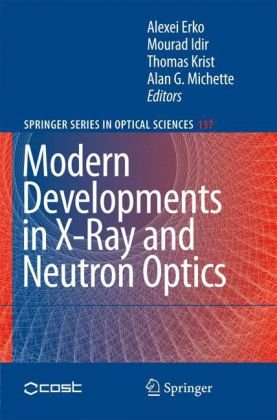 Alexei Erko
Mourad Idir
Thomas Krist
Alan G. Michette
Editors
SPRINGER SERIES IN OPTICAL SCIENCES 137
Modern
Developments
in X-Ray and
Neutron Optics
cost
Springer